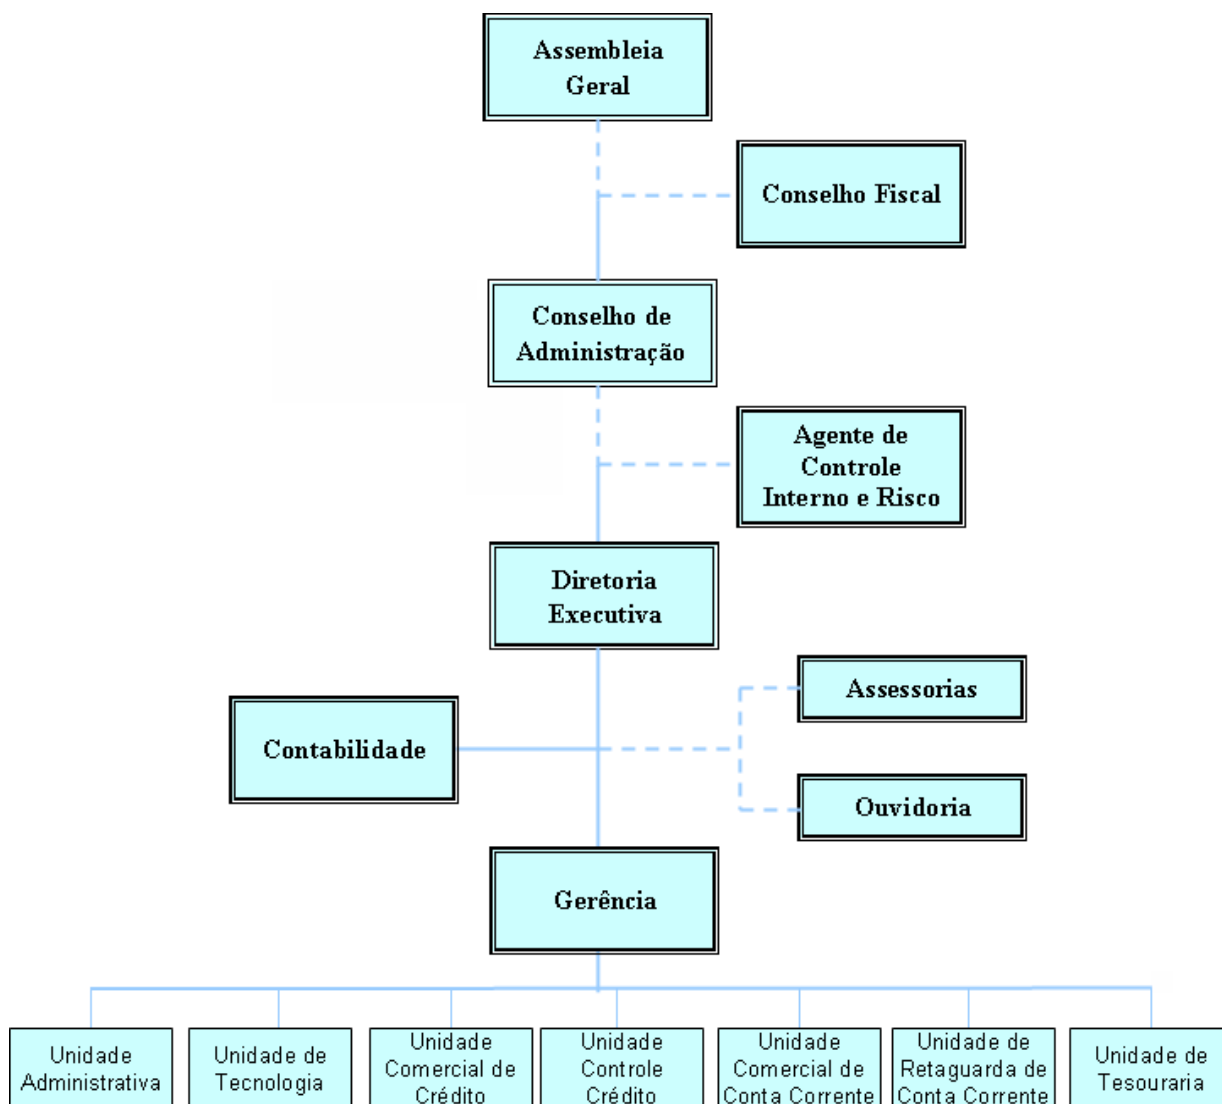 Assembleia
Geral
Conselho Fiscal
Conselho de
Administração
Agente de
Controle
Interno e Risco
Diretoria
Executiva
Assessorias
Contabilidade
Ouvidoria
Gerência
Unidade
Administrativa
Unidade de
Tecnologia
Unidade
Comercial de
Crédito
Unidade
Controle
Crédito
Unidade
Comercial de
Conta Corrente
Unidade de
Retaguarda de
Conta Corrente
Unidade de
Tesouraria